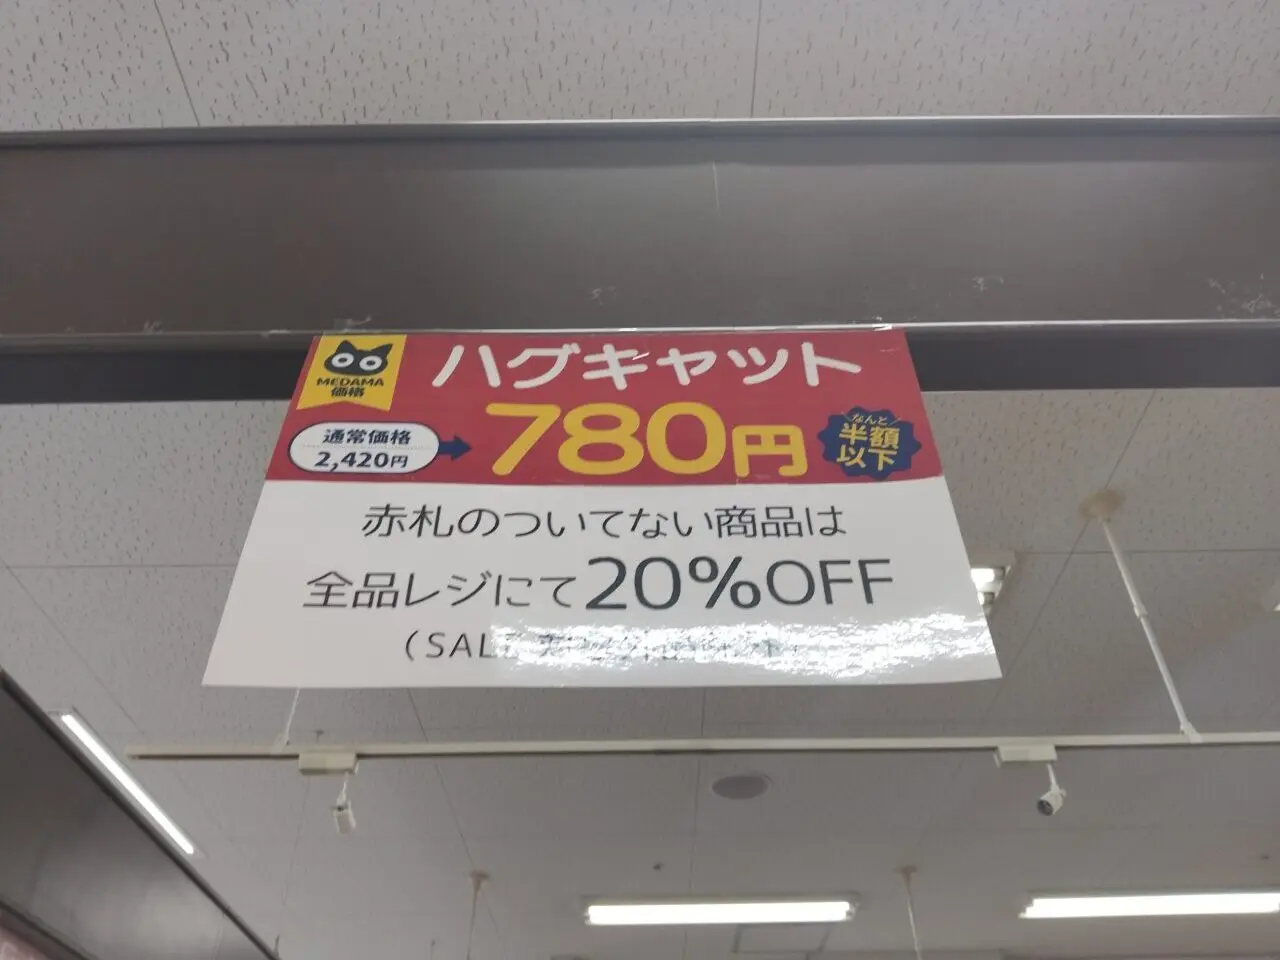 ハグキャット
MEDAMA
価格
通常価格
2,420円
780円
なんと
半額
以下
赤札のついてない商品は
全品レジにて20%OFF
(SALE